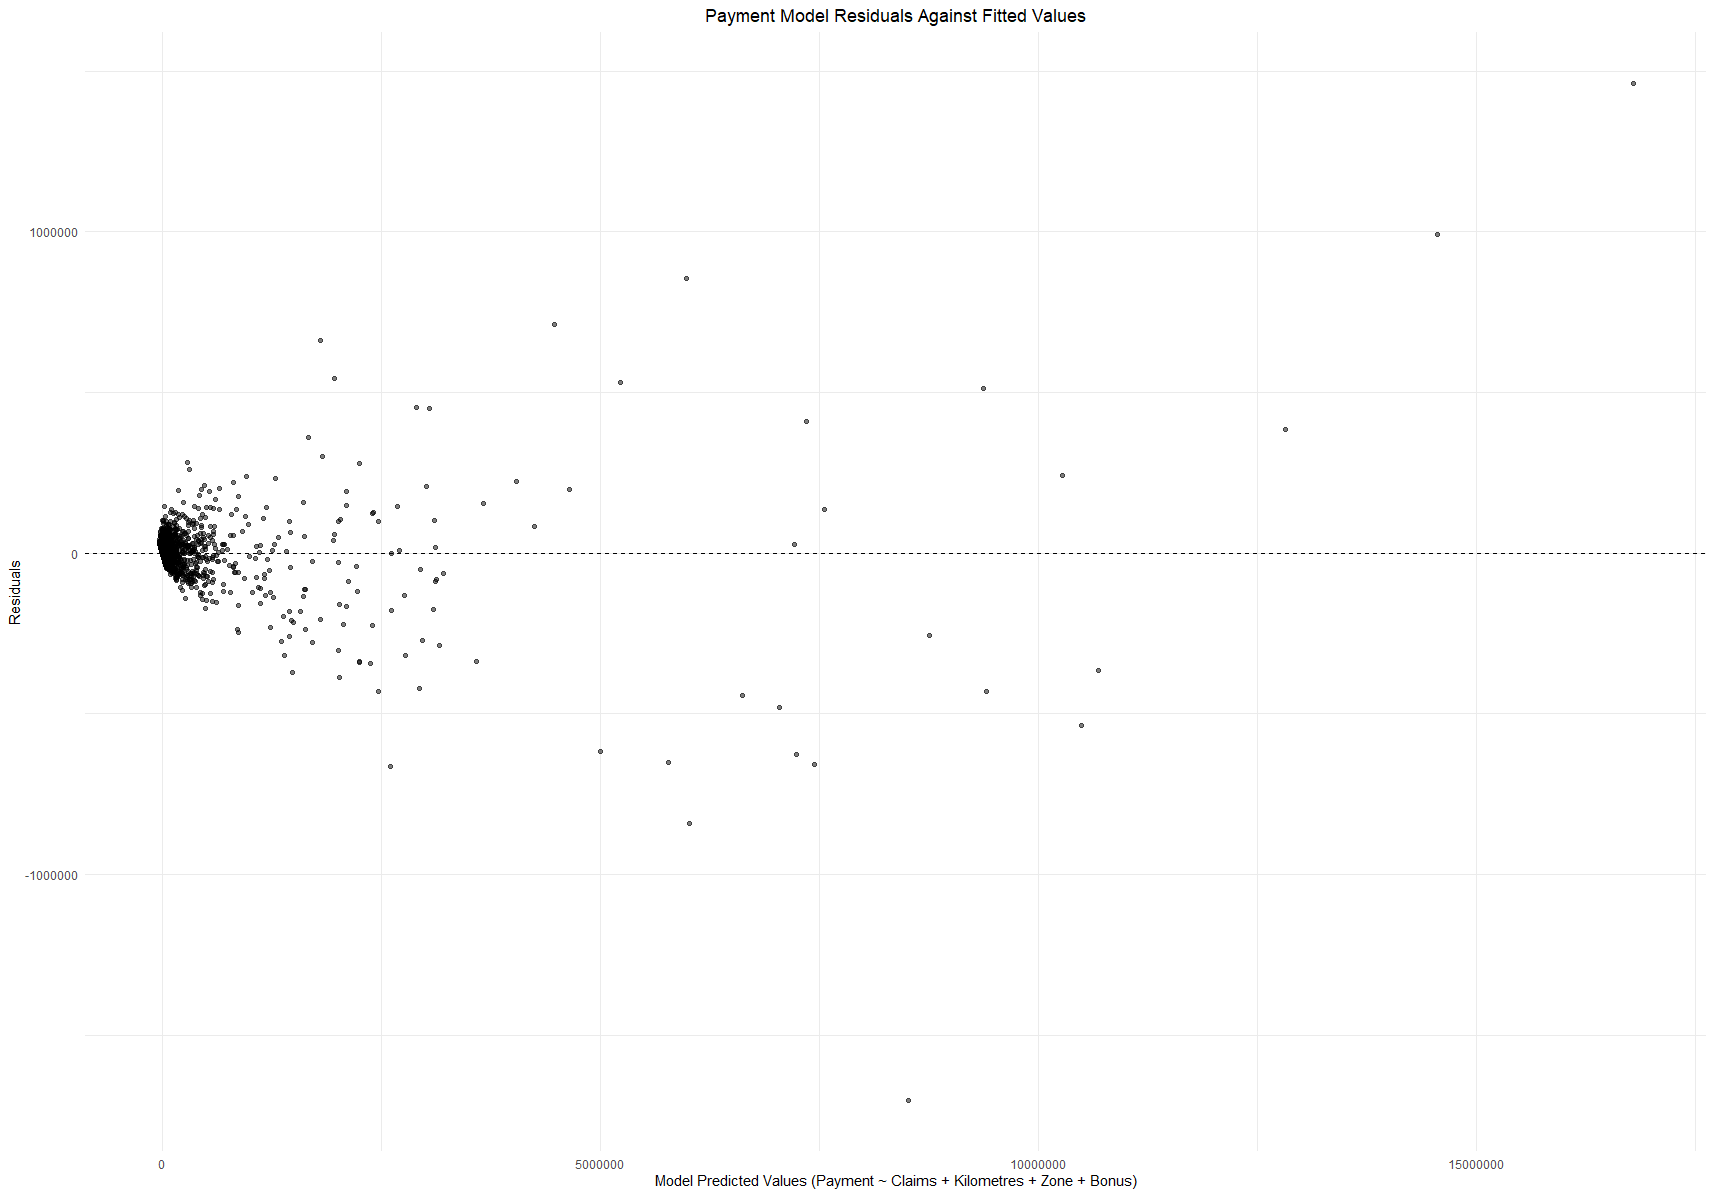 Payment Model Residuals Against Fitted Values
1000000
0
-1000000
Residuals
0 5000000 10000000 15000000
Model Predicted Values (Payment ~ Claims + Kilometres + Zone + Bonus)